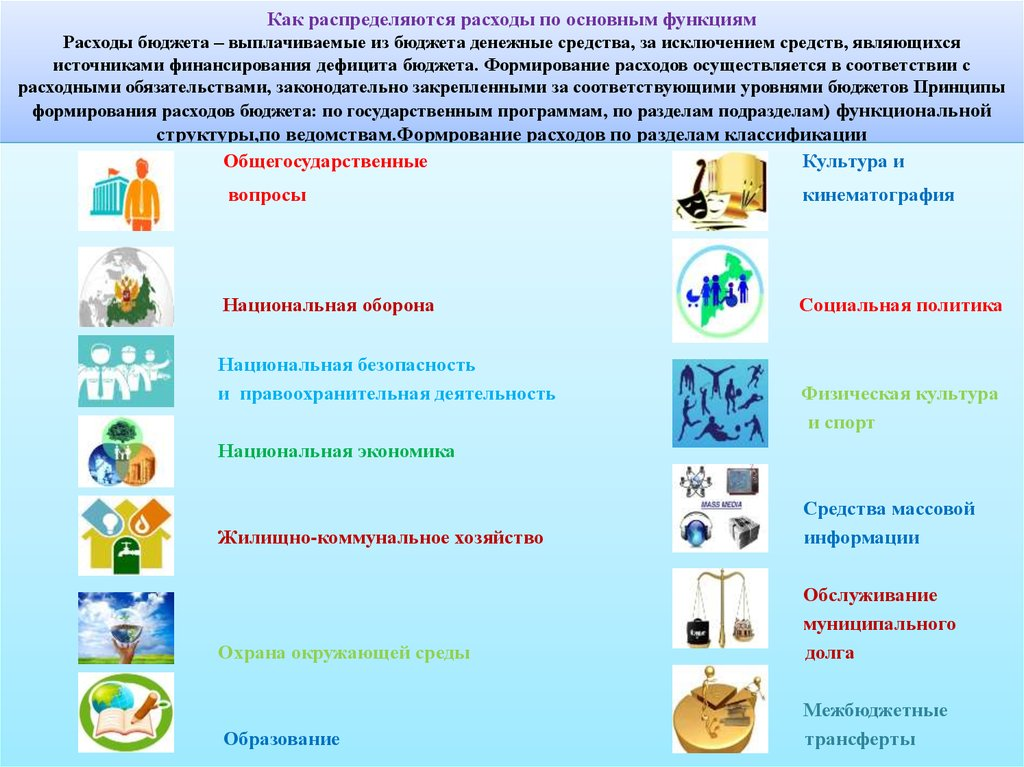 Как распределяются расходы по основным функциям
Расходы бюджета – выплачиваемые из бюджета денежные средства, за исключением средств, являющихся
источниками финансирования дефицита бюджета. Формирование расходов осуществляется в соответствии с
расходными обязательствами, законодательно закрепленными за соответствующими уровнями бюджетов Принципы
формирования расходов бюджета: по государственным программам, по разделам подразделам) функциональной
структуры,по ведомствам.Формрование расходов по разделам классификации
Общегосударственные
вопросы
Национальная оборона
Национальная безопасность
и правоохранительная деятельность
Национальная экономика
Жилищно-коммунальное хозяйство
Охрана окружающей среды
Образование
Культура и
кинематография
Социальная политика
Физическая культура
и спорт
MASS MEDIA
Средства массовой
информации
Обслуживание
муниципального
долга
Межбюджетные
трансферты